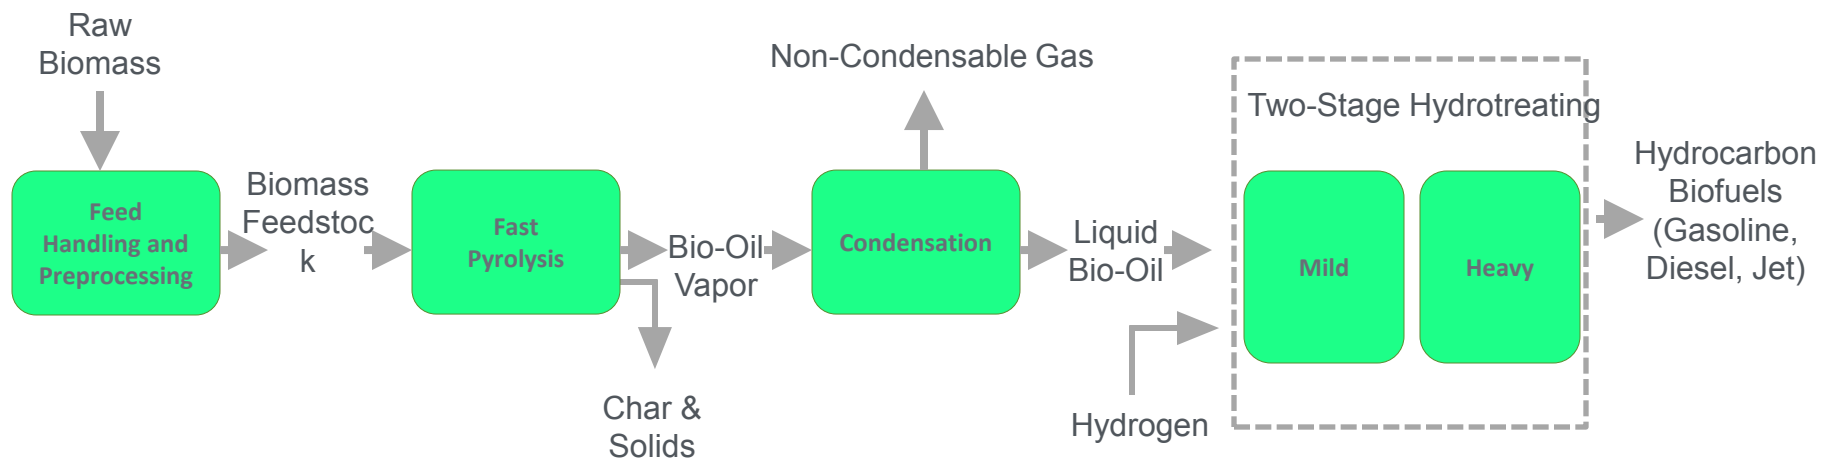 Raw
Biomass
Feed
Handling and
Preprocessing
Biomass
Feedstoc
k
Fast
Pyrolysis
Char &
Solids
Bio-Oil
Vapor
Non-Condensable Gas
Condensation
Liquid
Bio-Oil
Hydrogen
Two-Stage Hydrotreating
Mild
Heavy
Hydrocarbon
Biofuels
(Gasoline,
Diesel, Jet)